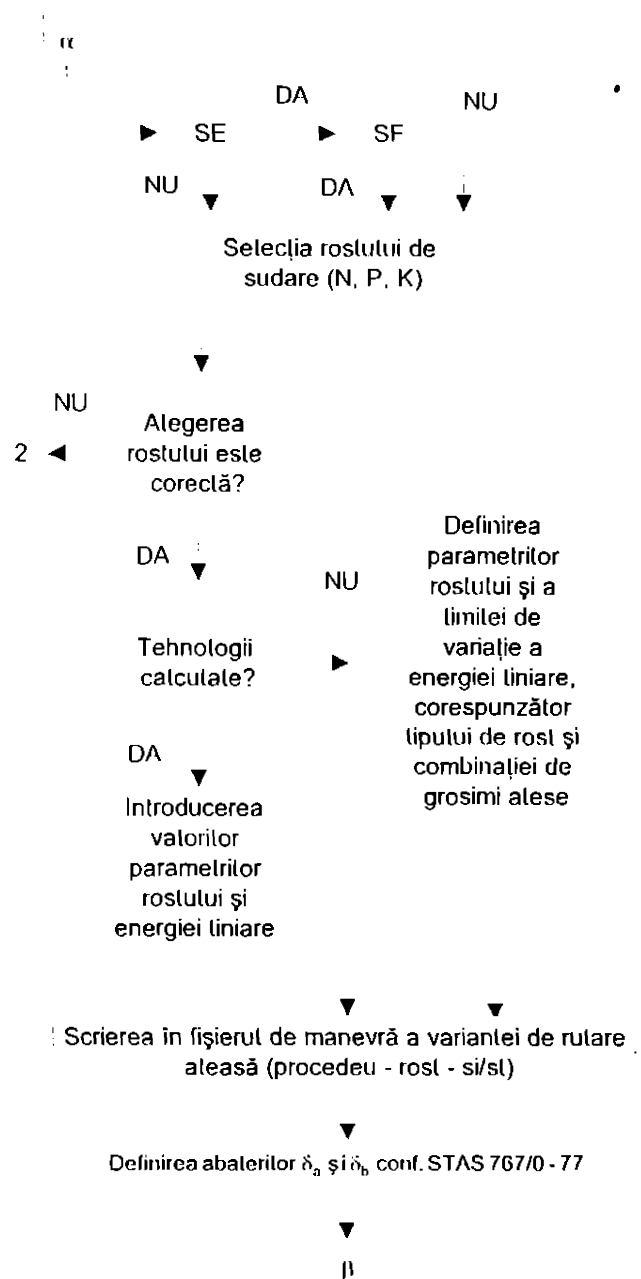 α
DA
NU
SE
SF
NU
DA
Selecția rostului de
sudare (N, P, K)
NU
Alegerea
2
rostului este
corectă?
DA
NU
Tehnologii
calculate?
Definirea
parametrilor
rostului și a
limitei de
variație a
energiei liniare,
corespunzător
tipului de rost și
combinației de
grosimi alese
DA
Introducerea
valorilor
parametrilor
rostului și
energiei liniare
Scrierea în fișierul de manevră a variantei de rulare
aleasă (procedeu - rost - si/st)
Definirea abaterilor δa și δb conf. STAS 767/0 - 77
β